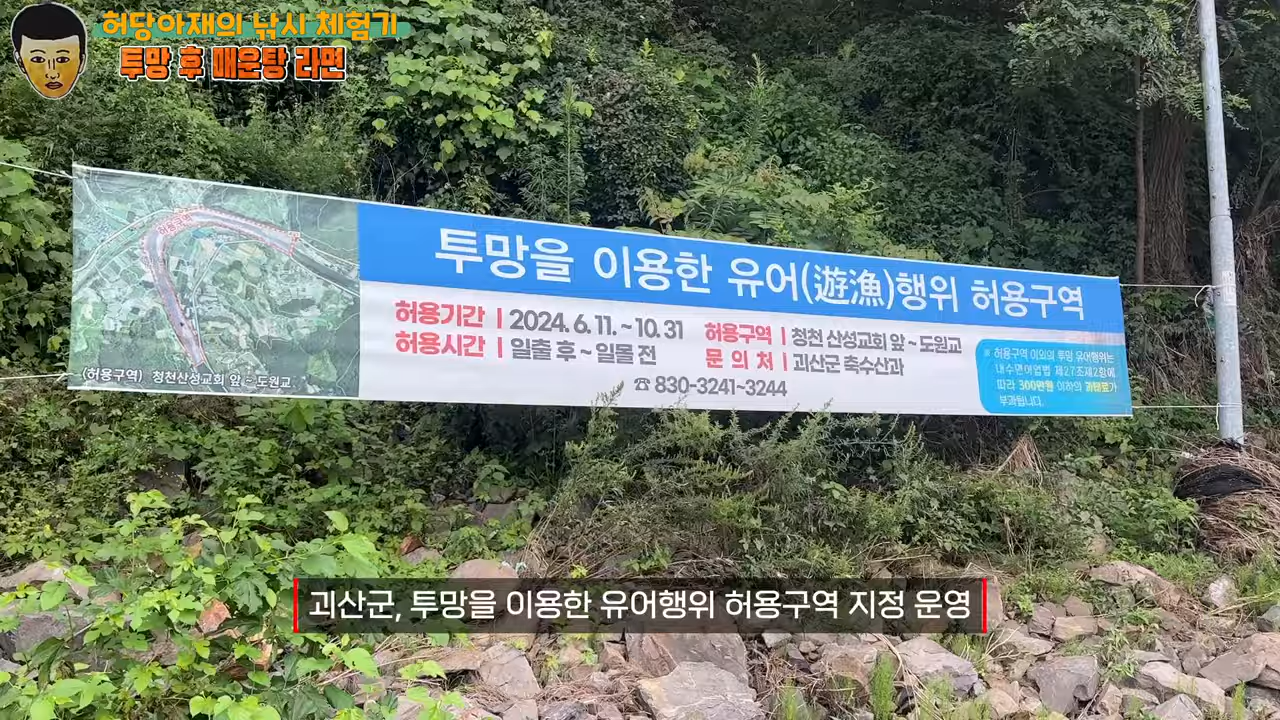 허당아재의 낚시 체험기
투망 후 매운탕 라면
투망을 이용한 유어(遊漁)행위 허용구역
허용기간 | 2024. 6. 11. ~ 10. 31
허용시간 | 일출 후 ~ 일몰 전
허용구역 | 청천 산성교회 앞 ~ 도원교
문 의 처 | 괴산군 축수산과
☎ 830-3241~3244
※ 허용구역 이외의 투망 유어행위는
내수면어업법 제27조제2항에
따라 300만원 이하의 과태료가
부과됩니다.
허용구역
(허용구역) 청천산성교회 앞 ~ 도원교
괴산군, 투망을 이용한 유어행위 허용구역 지정 운영